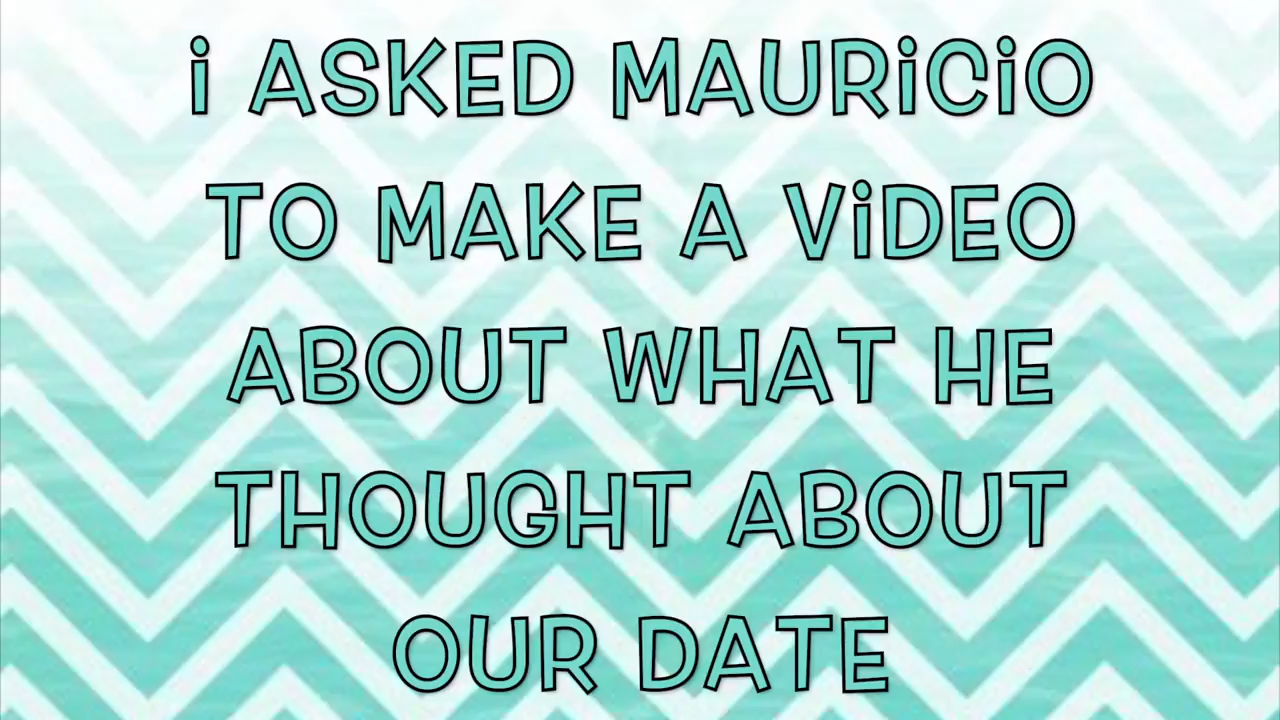 i ASKED MAURiCiO
TO MAKE A ViDEO
ABOUT WHAT HE
THOUGHT ABOUT
OUR DATE